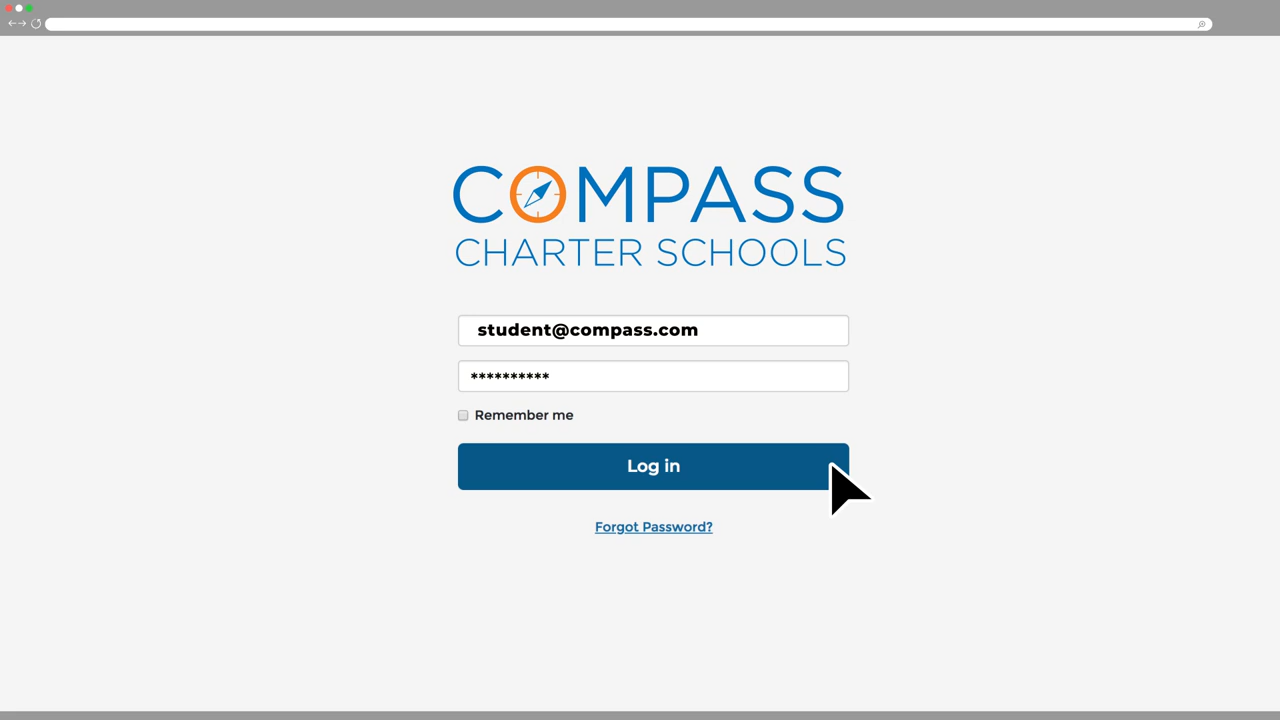 COMPASS
CHARTER SCHOOLS
student@compass.com
**********
Remember me
Log in
Forgot Password?